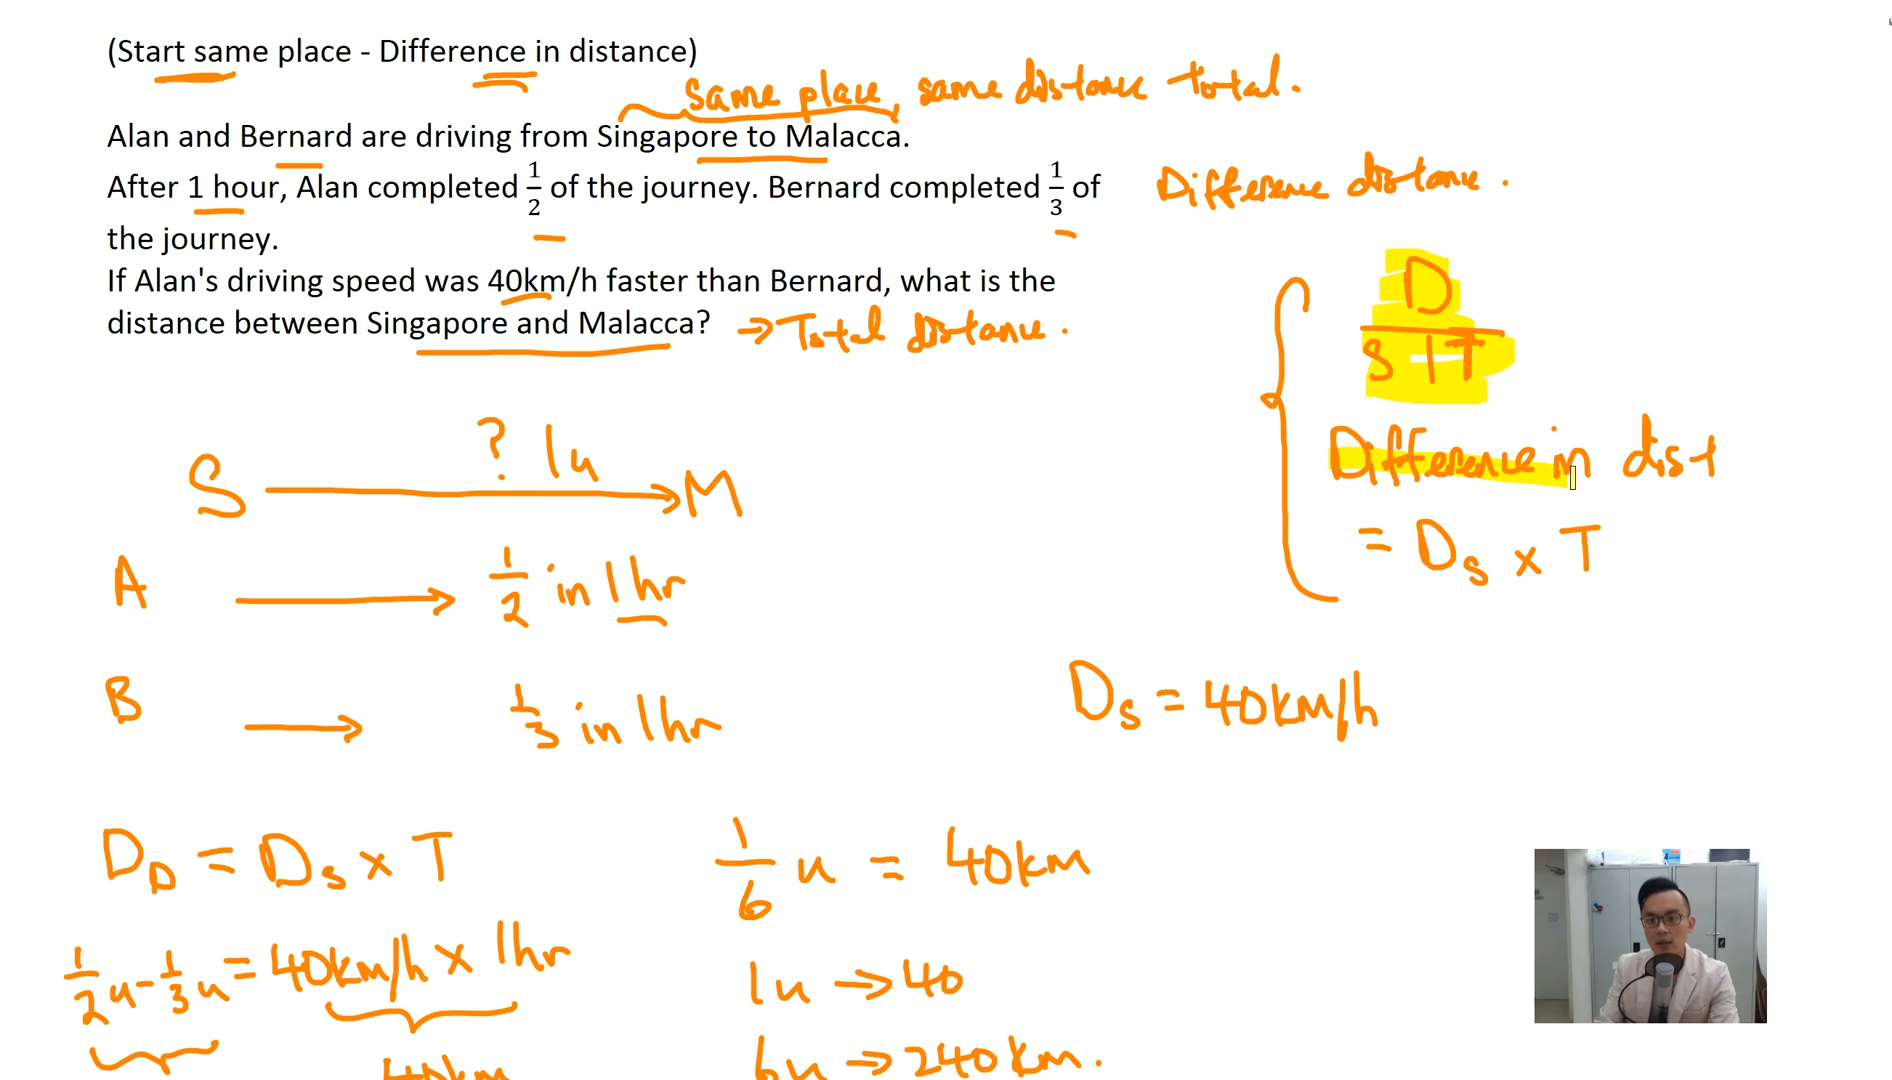 (Start same place - Difference in distance)
same place, same distance total.
Alan and Bernard are driving from Singapore to Malacca.
After 1 hour, Alan completed 1/2 of the journey. Bernard completed 1/3 of
the journey.
Difference distance.
If Alan's driving speed was 40km/h faster than Bernard, what is the
distance between Singapore and Malacca?
→ Total distance.
D
S | T
Difference in dist
= Ds x T
? 1u
S → M
A → 1/2 in 1hr
B → 1/3 in 1hr
Ds = 40km/h
D_D = Ds x T
1/2u - 1/3u = 40km/h x 1hr
40km
1/6 u = 40km
1u → 40
6u → 240km.